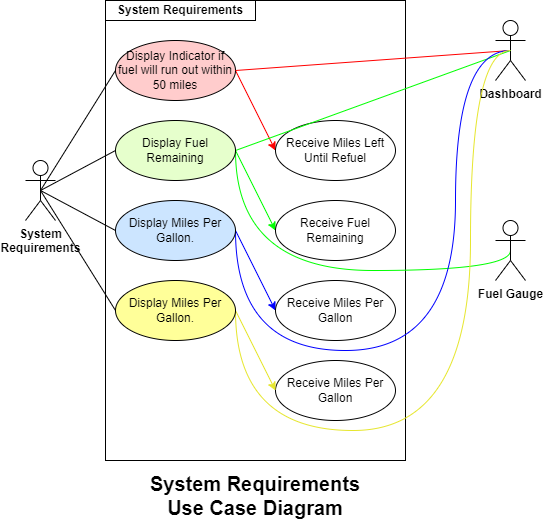 System Requirements
Display Indicator if
fuel will run out within
50 miles
Dashboard
Display Fuel
Remaining
Receive Miles Left
Until Refuel
System
Requirements
Display Miles Per
Gallon.
Receive Fuel
Remaining
Fuel Gauge
Display Miles Per
Gallon.
Receive Miles Per
Gallon
Receive Miles Per
Gallon
System Requirements
Use Case Diagram